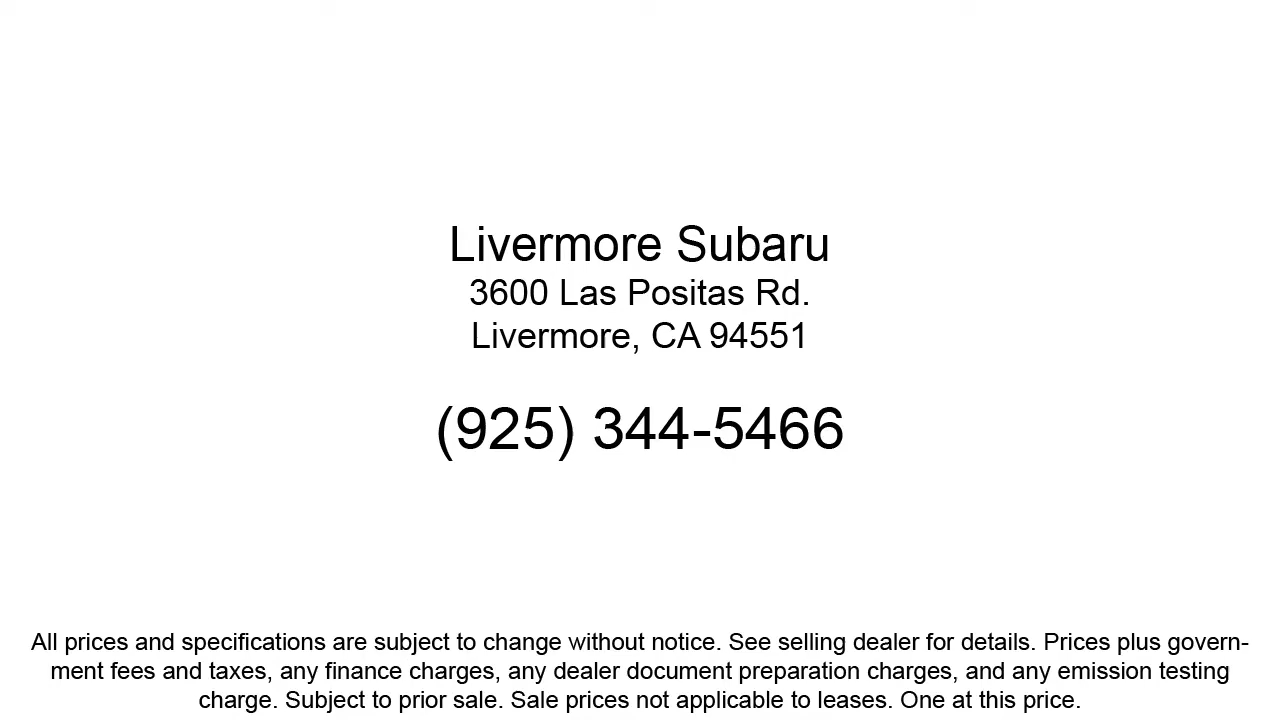 Livermore Subaru
3600 Las Positas Rd.
Livermore, CA 94551
(925) 344-5466
All prices and specifications are subject to change without notice. See selling dealer for details. Prices plus govern-
ment fees and taxes, any finance charges, any dealer document preparation charges, and any emission testing
charge. Subject to prior sale. Sale prices not applicable to leases. One at this price.